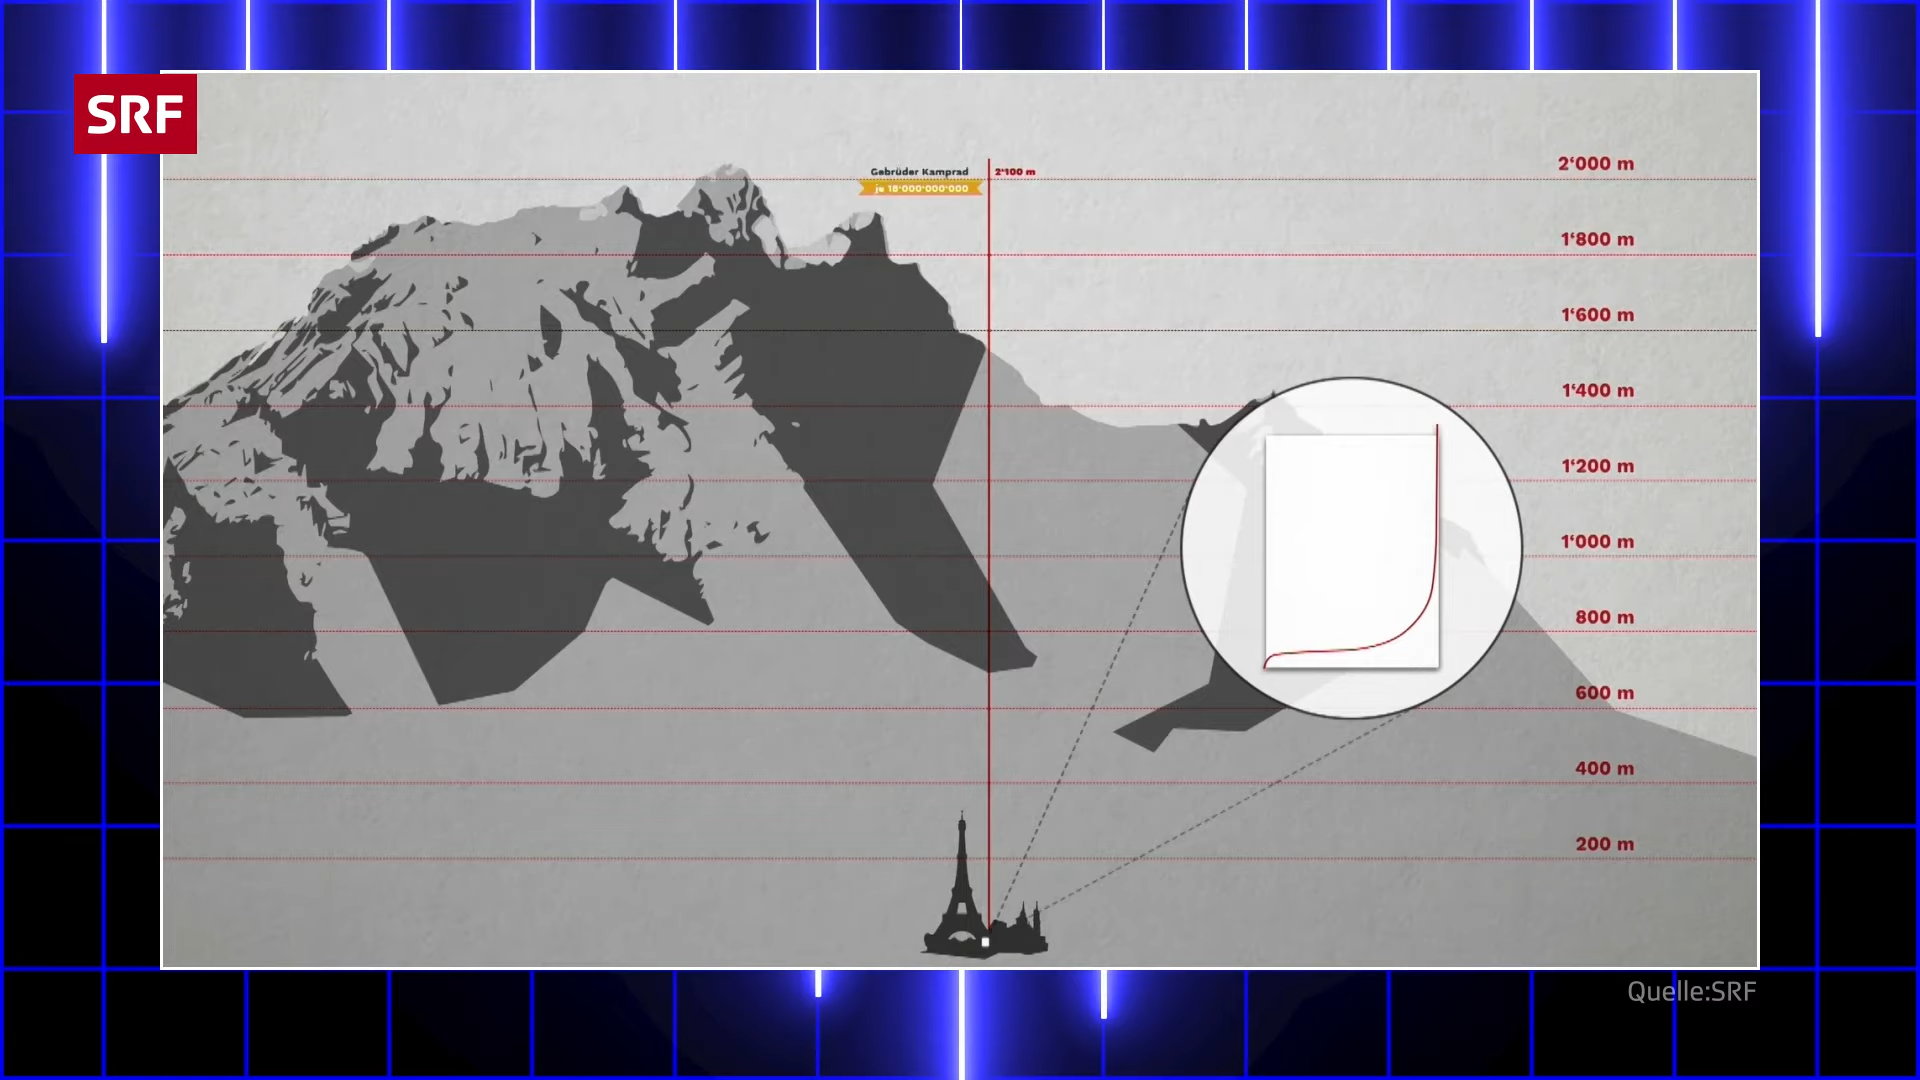 SRF
Gebrüder Kamprad
je 18'000'000'000
2'100 m
2‘000 m
1‘800 m
1‘600 m
1‘400 m
1‘200 m
1‘000 m
800 m
600 m
400 m
200 m
Quelle:SRF